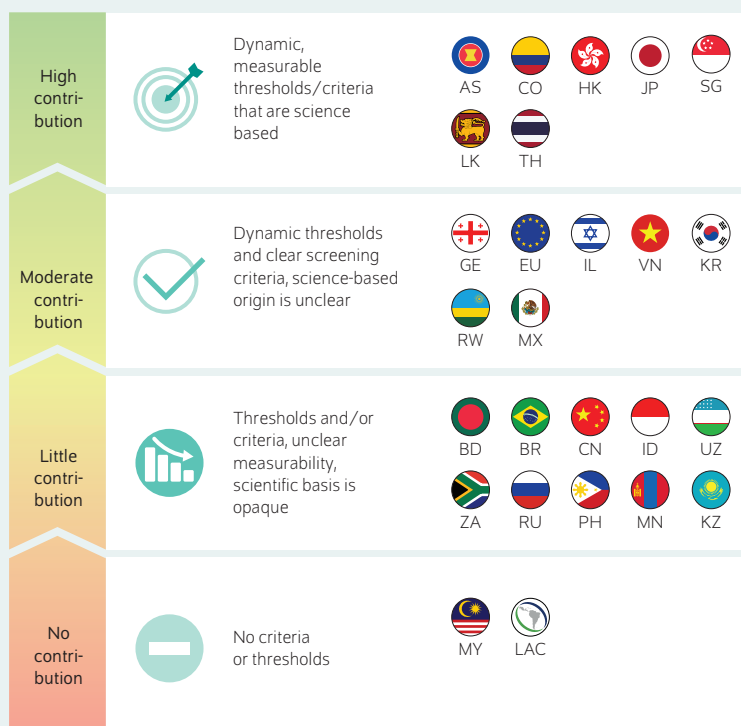 High
contri-
bution
Dynamic,
measurable
thresholds/criteria
that are science
based
AS CO HK JP SG
LK TH
Moderate
contri-
bution
Dynamic thresholds
and clear screening
criteria, science-based
origin is unclear
GE EU IL VN KR
RW MX
Little
contri-
bution
Thresholds and/or
criteria, unclear
measurability,
scientific basis is
opaque
BD BR CN ID UZ
ZA RU PH MN KZ
No
contri-
bution
No criteria
or thresholds
MY LAC